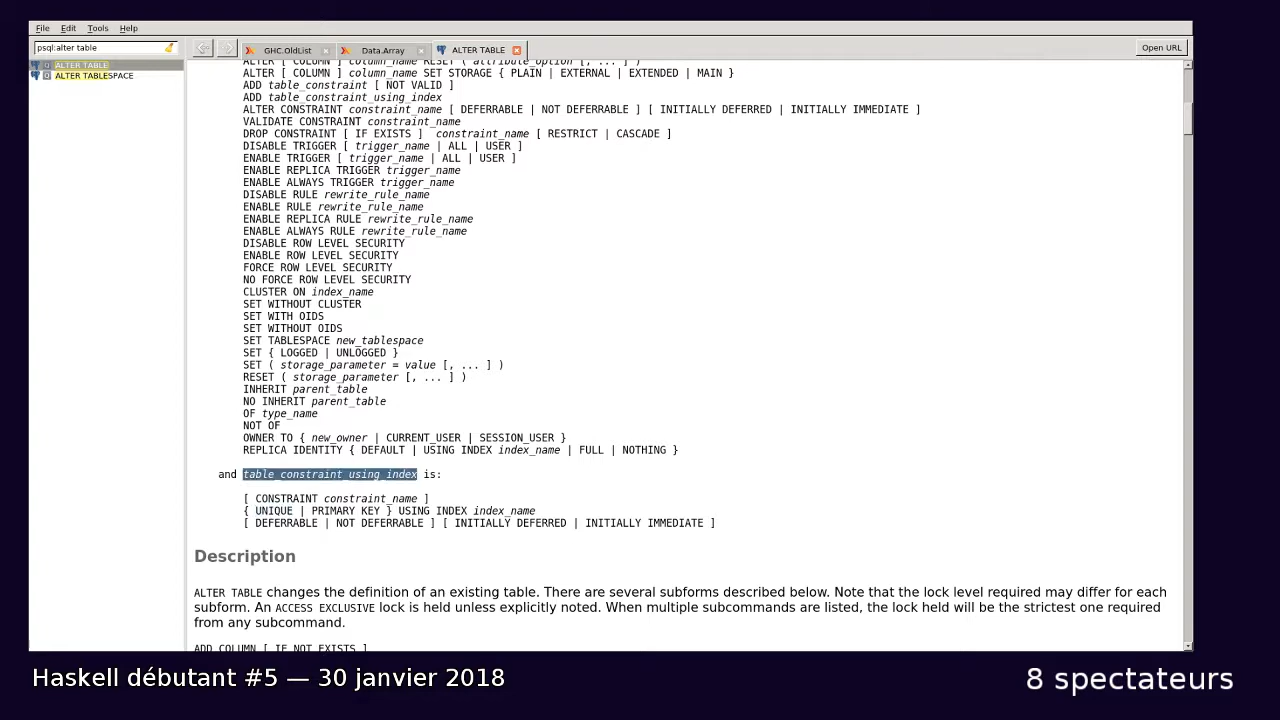 File Edit Tools Help
psql:alter table
GHC.OldList
Data.Array
ALTER TABLE
Open URL
ALTER TABLE
ALTER TABLESPACE
ALTER [ COLUMN ] column_name RESET ( attribute_option [, ... ] )
ALTER [ COLUMN ] column_name SET STORAGE { PLAIN | EXTERNAL | EXTENDED | MAIN }
ADD table_constraint [ NOT VALID ]
ADD table_constraint_using_index
ALTER CONSTRAINT constraint_name [ DEFERRABLE | NOT DEFERRABLE ] [ INITIALLY DEFERRED | INITIALLY IMMEDIATE ]
VALIDATE CONSTRAINT constraint_name
DROP CONSTRAINT [ IF EXISTS ]  constraint_name [ RESTRICT | CASCADE ]
DISABLE TRIGGER [ trigger_name | ALL | USER ]
ENABLE TRIGGER [ trigger_name | ALL | USER ]
ENABLE REPLICA TRIGGER trigger_name
ENABLE ALWAYS TRIGGER trigger_name
DISABLE RULE rewrite_rule_name
ENABLE RULE rewrite_rule_name
ENABLE REPLICA RULE rewrite_rule_name
ENABLE ALWAYS RULE rewrite_rule_name
DISABLE ROW LEVEL SECURITY
ENABLE ROW LEVEL SECURITY
FORCE ROW LEVEL SECURITY
NO FORCE ROW LEVEL SECURITY
CLUSTER ON index_name
SET WITHOUT CLUSTER
SET WITH OIDS
SET WITHOUT OIDS
SET TABLESPACE new_tablespace
SET { LOGGED | UNLOGGED }
SET ( storage_parameter = value [, ... ] )
RESET ( storage_parameter [, ... ] )
INHERIT parent_table
NO INHERIT parent_table
OF type_name
NOT OF
OWNER TO { new_owner | CURRENT_USER | SESSION_USER }
REPLICA IDENTITY { DEFAULT | USING INDEX index_name | FULL | NOTHING }
and table_constraint_using_index is:
[ CONSTRAINT constraint_name ]
{ UNIQUE | PRIMARY KEY } USING INDEX index_name
[ DEFERRABLE | NOT DEFERRABLE ] [ INITIALLY DEFERRED | INITIALLY IMMEDIATE ]
Description
ALTER TABLE changes the definition of an existing table. There are several subforms described below. Note that the lock level required may differ for each
subform. An ACCESS EXCLUSIVE lock is held unless explicitly noted. When multiple subcommands are listed, the lock held will be the strictest one required
from any subcommand.
ADD COLUMN [ IF NOT EXISTS ]
Haskell débutant #5 — 30 janvier 2018
8 spectateurs